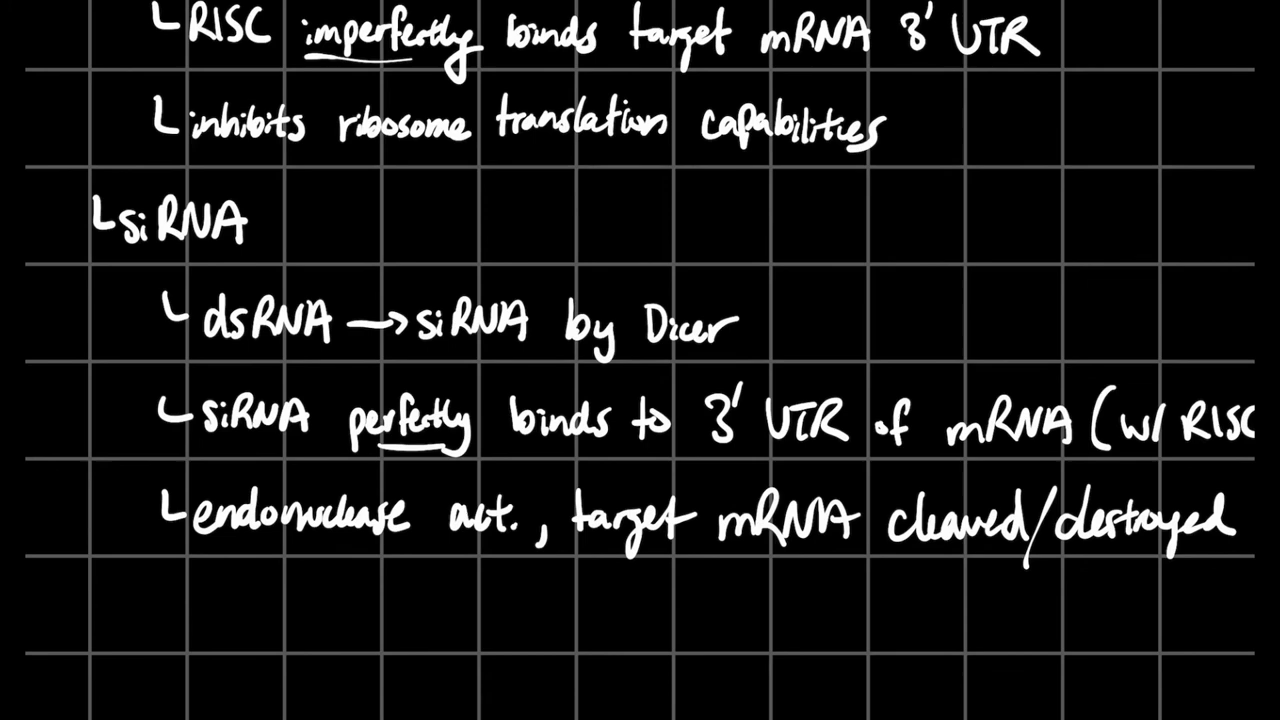 └ RISC imperfectly binds target mRNA 3' UTR
└ inhibits ribosome translation capabilities
└ siRNA
└ dsRNA → siRNA by Dicer
└ siRNA perfectly binds to 3' UTR of mRNA (w/ RISC
└ endonuclease act., target mRNA cleaved/destroyed